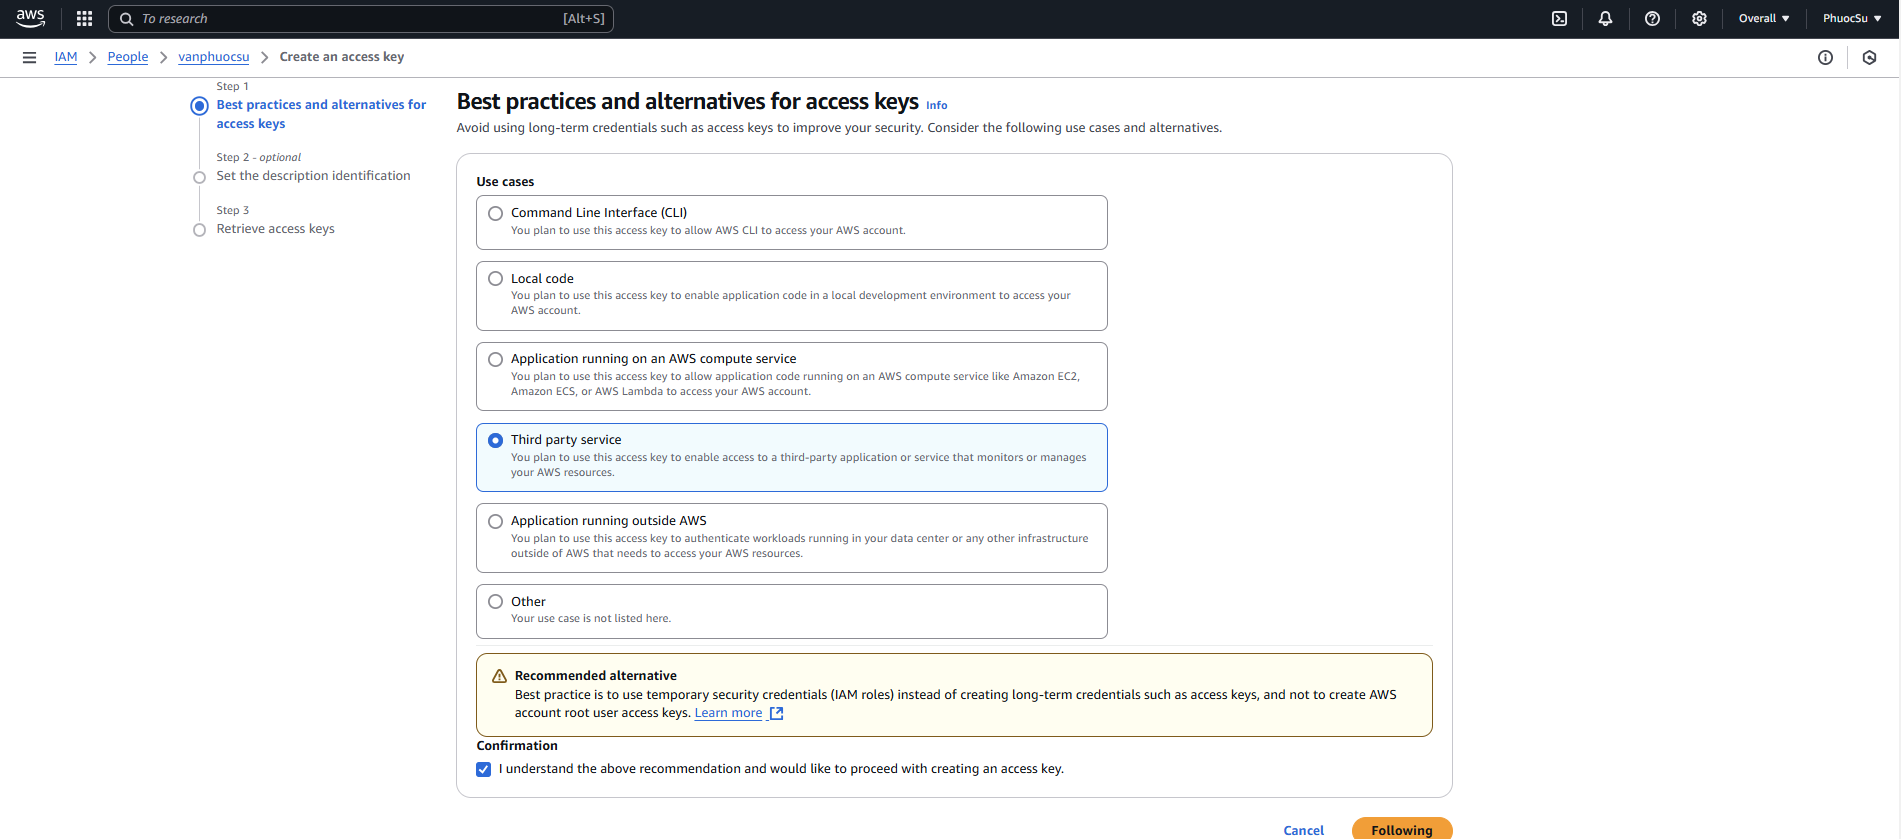 aws
To research
[Alt+S]
Overall
PhuocSu
IAM
People
vanphuocsu
Create an access key
Step 1
Best practices and alternatives for
access keys
Step 2 - optional
Set the description identification
Step 3
Retrieve access keys
Best practices and alternatives for access keys Info
Avoid using long-term credentials such as access keys to improve your security. Consider the following use cases and alternatives.
Use cases
Command Line Interface (CLI)
You plan to use this access key to allow AWS CLI to access your AWS account.
Local code
You plan to use this access key to enable application code in a local development environment to access your
AWS account.
Application running on an AWS compute service
You plan to use this access key to allow application code running on an AWS compute service like Amazon EC2,
Amazon ECS, or AWS Lambda to access your AWS account.
Third party service
You plan to use this access key to enable access to a third-party application or service that monitors or manages
your AWS resources.
Application running outside AWS
You plan to use this access key to authenticate workloads running in your data center or any other infrastructure
outside of AWS that needs to access your AWS resources.
Other
Your use case is not listed here.
Recommended alternative
Best practice is to use temporary security credentials (IAM roles) instead of creating long-term credentials such as access keys, and not to create AWS
account root user access keys. Learn more
Confirmation
I understand the above recommendation and would like to proceed with creating an access key.
Cancel
Following